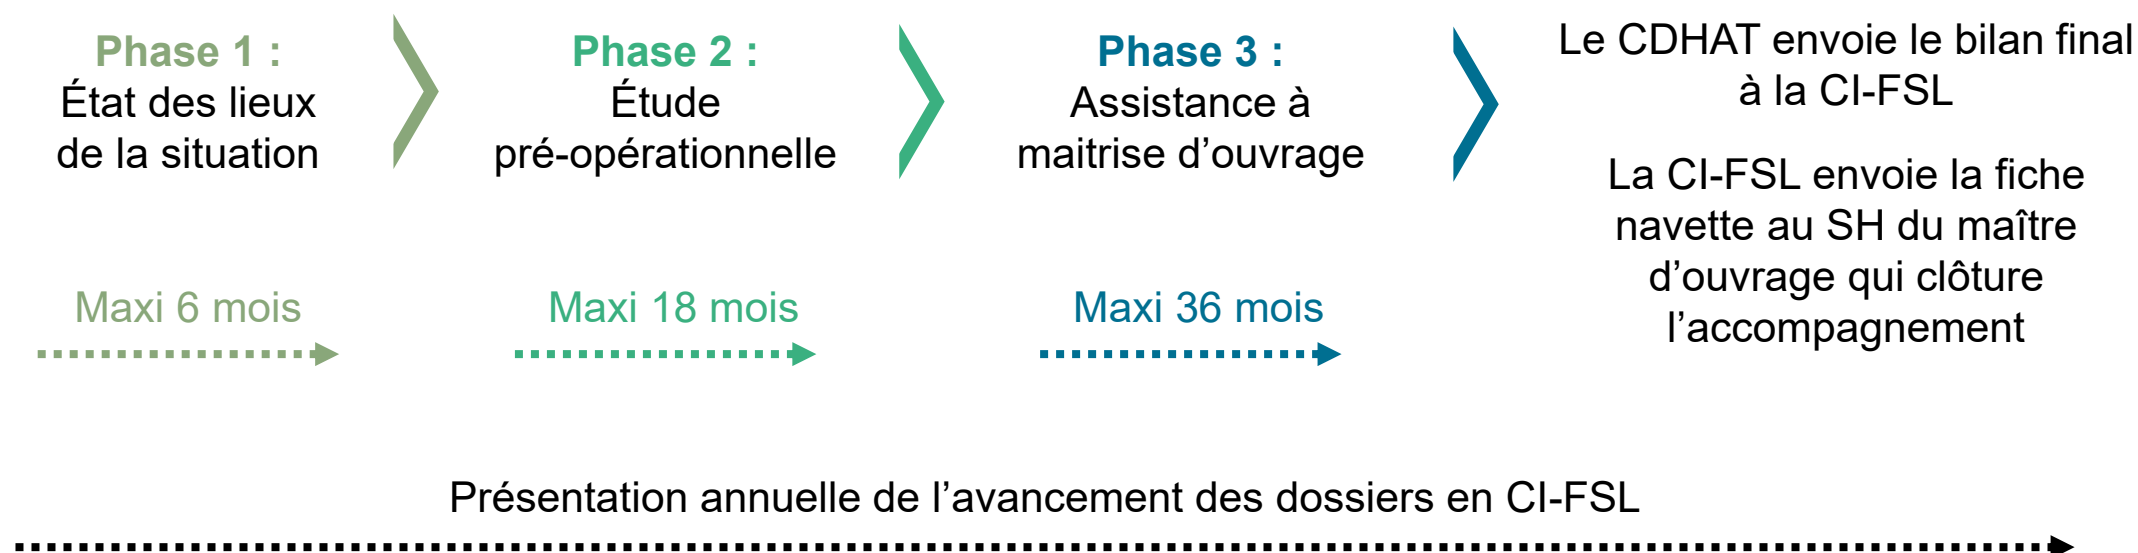 Phase 1 :
État des lieux
de la situation
Maxi 6 mois
Phase 2 :
Étude
pré-opérationnelle
Maxi 18 mois
Phase 3 :
Assistance à
maitrise d’ouvrage
Maxi 36 mois
Le CDHAT envoie le bilan final
à la CI-FSL
La CI-FSL envoie la fiche
navette au SH du maître
d’ouvrage qui clôture
l’accompagnement
Présentation annuelle de l’avancement des dossiers en CI-FSL